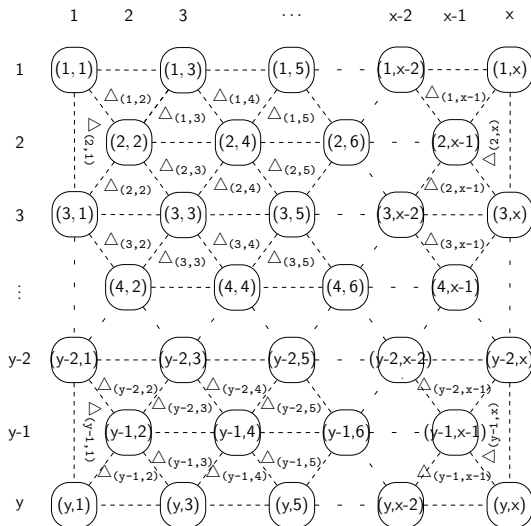 1 2 3 ··· x-2 x-1 x
1 (1, 1) (1, 3) (1, 5) (1,x-2) (1,x)
△(1,2) △(1,4) △(1,x-1)
△(2,1) △(1,3) △(1,5) △(2,x)
2 (2, 2) (2, 4) (2, 6) (2,x-1)
△(2,3) △(2,5)
△(2,2) △(2,4) △(2,x-1)
3 (3, 1) (3, 3) (3, 5) (3,x-2) (3,x)
△(3,2) △(3,4) △(3,x-1)
△(3,3) △(3,5)
⋮ (4, 2) (4, 4) (4, 6) (4,x-1)
y-2 (y-2,1) (y-2,3) (y-2,5) (y-2,x-2) (y-2,x)
△(y-2,2) △(y-2,4) △(y-2,x-1)
△(y-1,1) △(y-2,3) △(y-2,5) △(y-1,x)
y-1 (y-1,2) (y-1,4) (y-1,6) (y-1,x-1)
△(y-1,3) △(y-1,5)
△(y-1,2) △(y-1,4) △(y-1,x-1)
y (y,1) (y,3) (y,5) (y,x-2) (y,x)